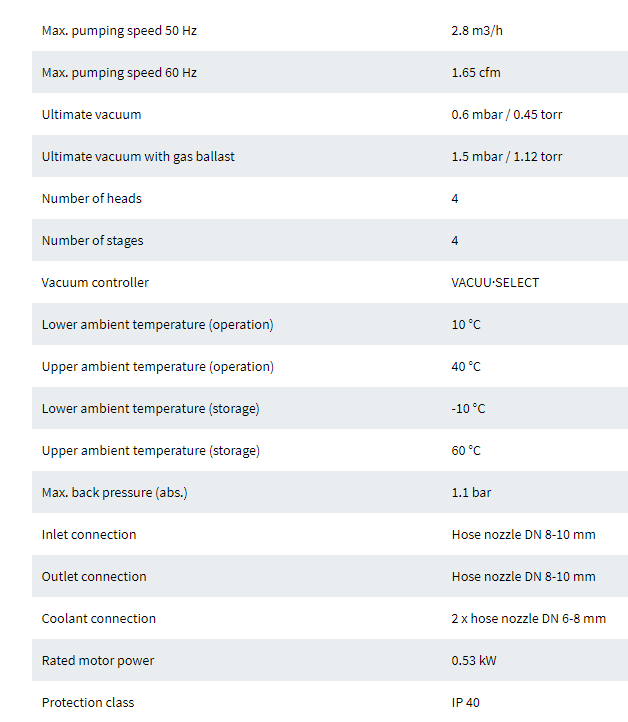 Max. pumping speed 50 Hz 2.8 m3/h
Max. pumping speed 60 Hz 1.65 cfm
Ultimate vacuum 0.6 mbar / 0.45 torr
Ultimate vacuum with gas ballast 1.5 mbar / 1.12 torr
Number of heads 4
Number of stages 4
Vacuum controller VACUU·SELECT
Lower ambient temperature (operation) 10 °C
Upper ambient temperature (operation) 40 °C
Lower ambient temperature (storage) -10 °C
Upper ambient temperature (storage) 60 °C
Max. back pressure (abs.) 1.1 bar
Inlet connection Hose nozzle DN 8-10 mm
Outlet connection Hose nozzle DN 8-10 mm
Coolant connection 2 x hose nozzle DN 6-8 mm
Rated motor power 0.53 kW
Protection class IP 40